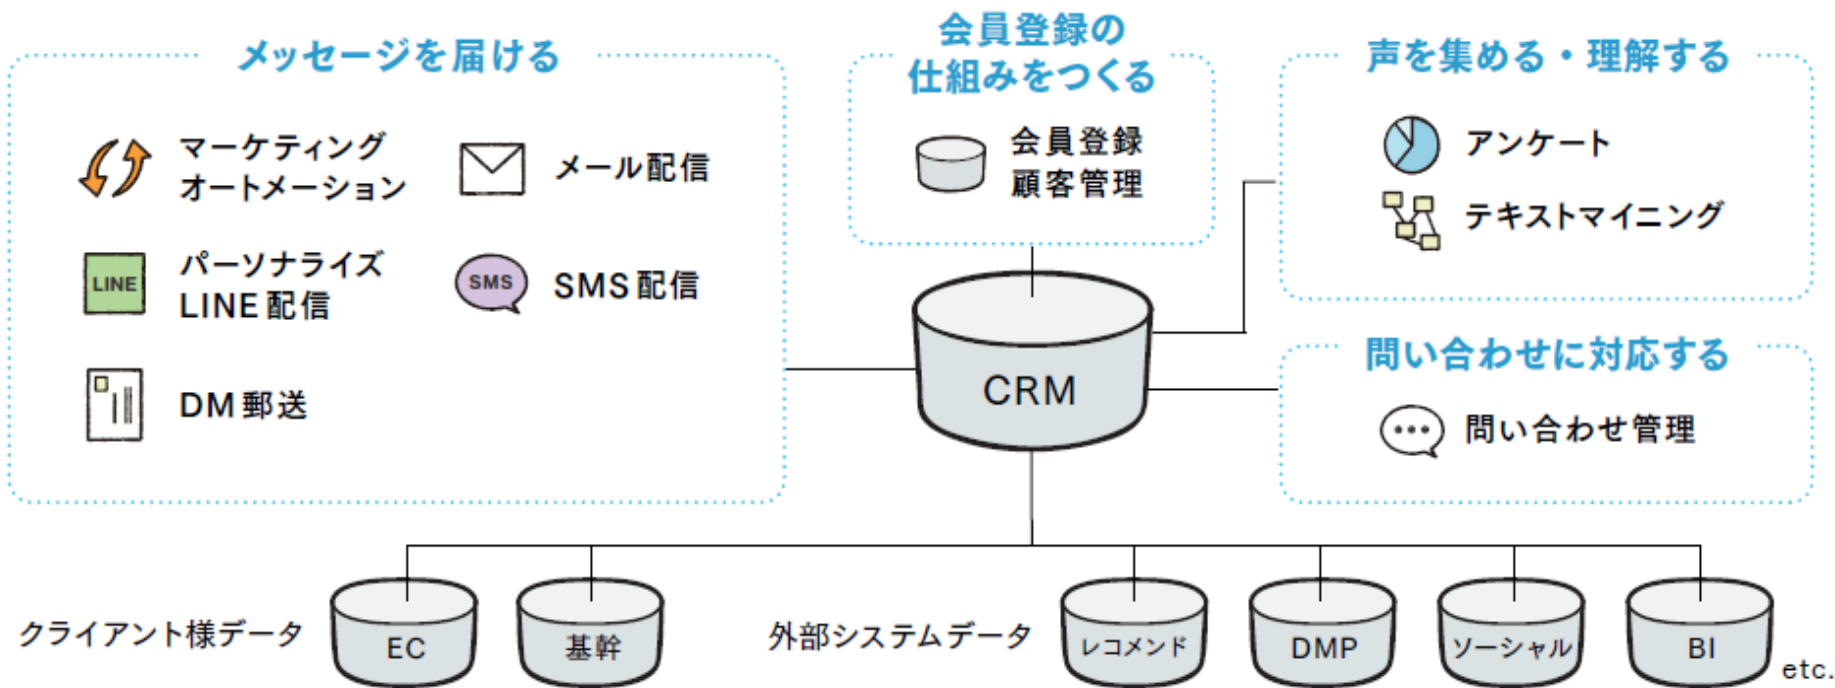 メッセージを届ける
マーケティング
オートメーション
メール配信
LINE
パーソナライズ
LINE配信
SMS
SMS配信
DM郵送
会員登録の
仕組みをつくる
会員登録
顧客管理
声を集める・理解する
アンケート
テキストマイニング
問い合わせに対応する
問い合わせ管理
CRM
クライアント様データ
EC
基幹
外部システムデータ
レコメンド
DMP
ソーシャル
BI
etc.